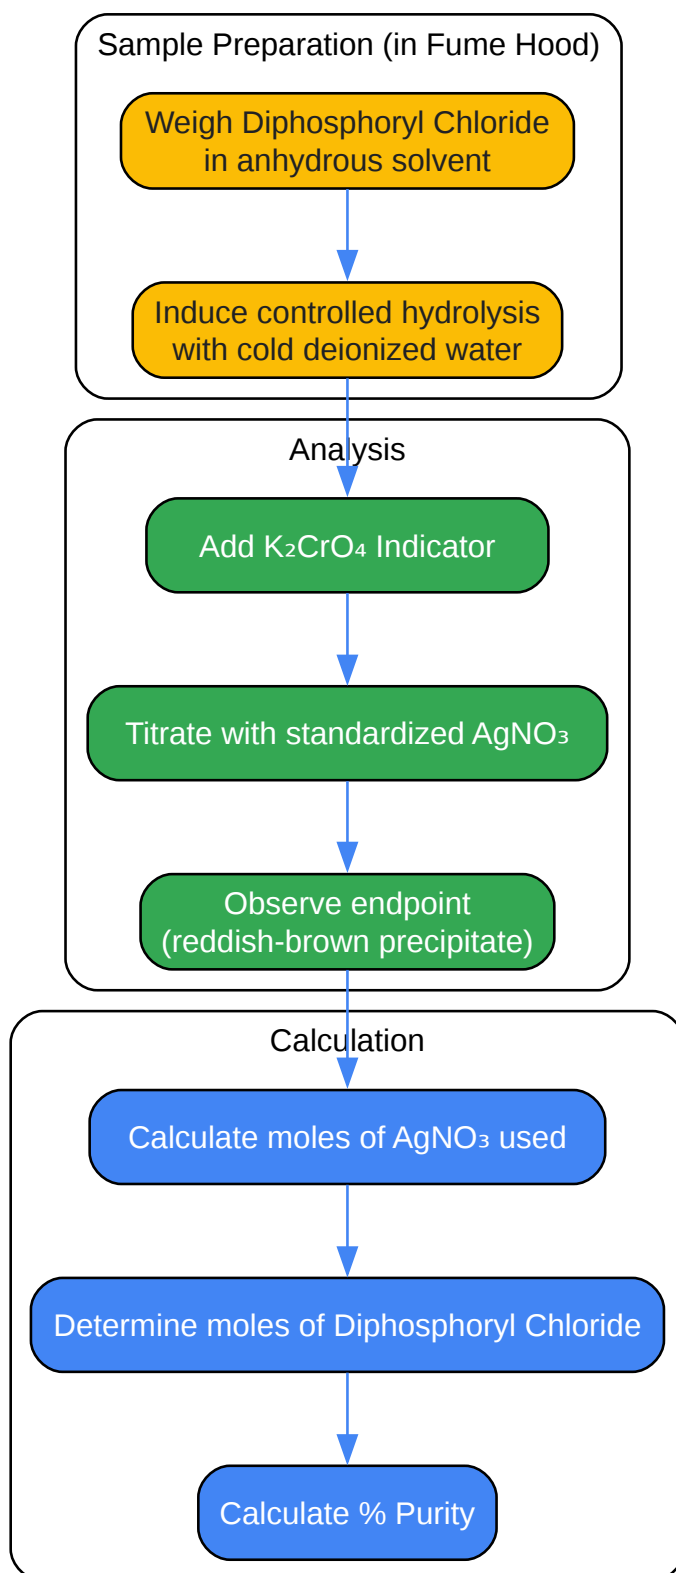 Sample Preparation (in Fume Hood)
Weigh Diphosphoryl Chloride
in anhydrous solvent
Induce controlled hydrolysis
with cold deionized water
Analysis
Add K₂CrO₄ Indicator
Titrate with standardized AgNO₃
Observe endpoint
(reddish-brown precipitate)
Calculation
Calculate moles of AgNO₃ used
Determine moles of Diphosphoryl Chloride
Calculate % Purity